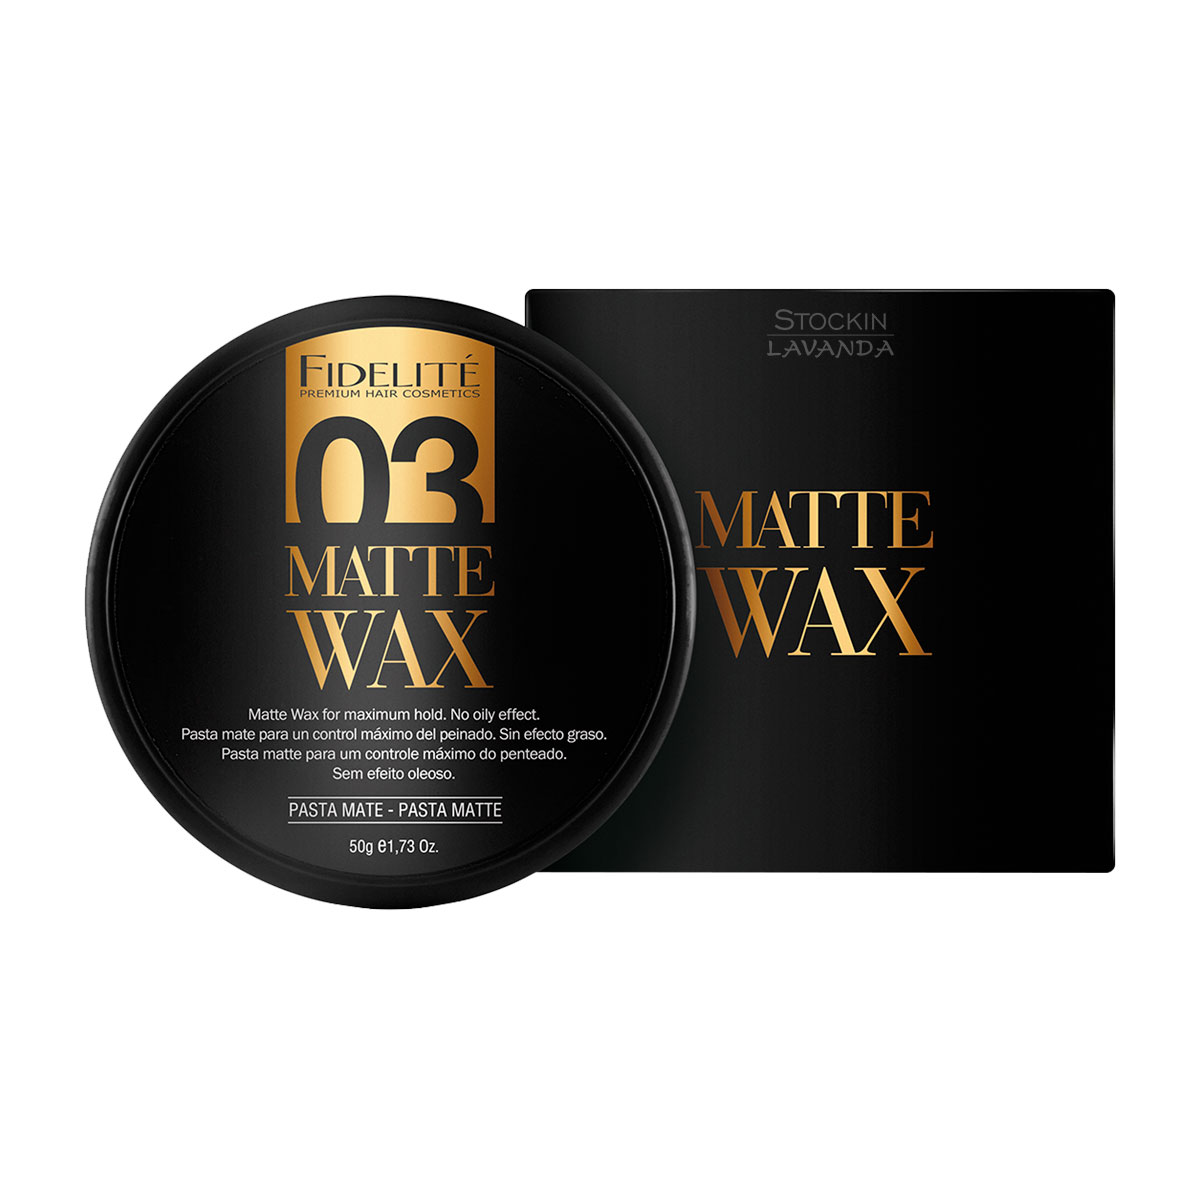 FIDELITÉ
PREMIUM HAIR COSMETICS
03
MATTE
WAX
Matte Wax for maximum hold. No oily effect.
Pasta mate para un control máximo del peinado. Sin efecto graso.
Pasta matte para um controle máximo do penteado.
Sem efeito oleoso.
PASTA MATE - PASTA MATTE
50g e1,73 Oz.
STOCKIN
LAVANDA
MATTE
WAX